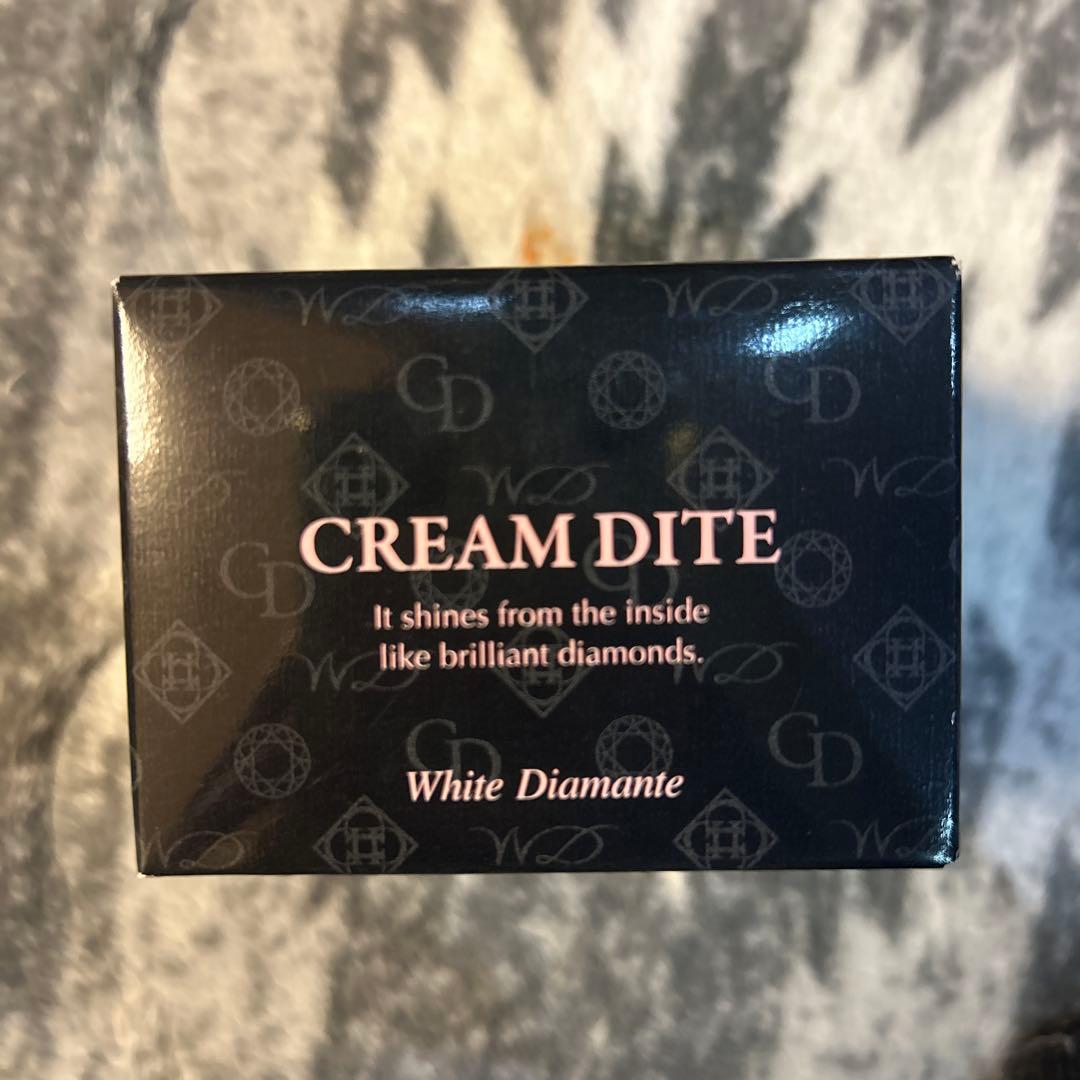 CREAM DITE
It shines from the inside
like brilliant diamonds.
White Diamante